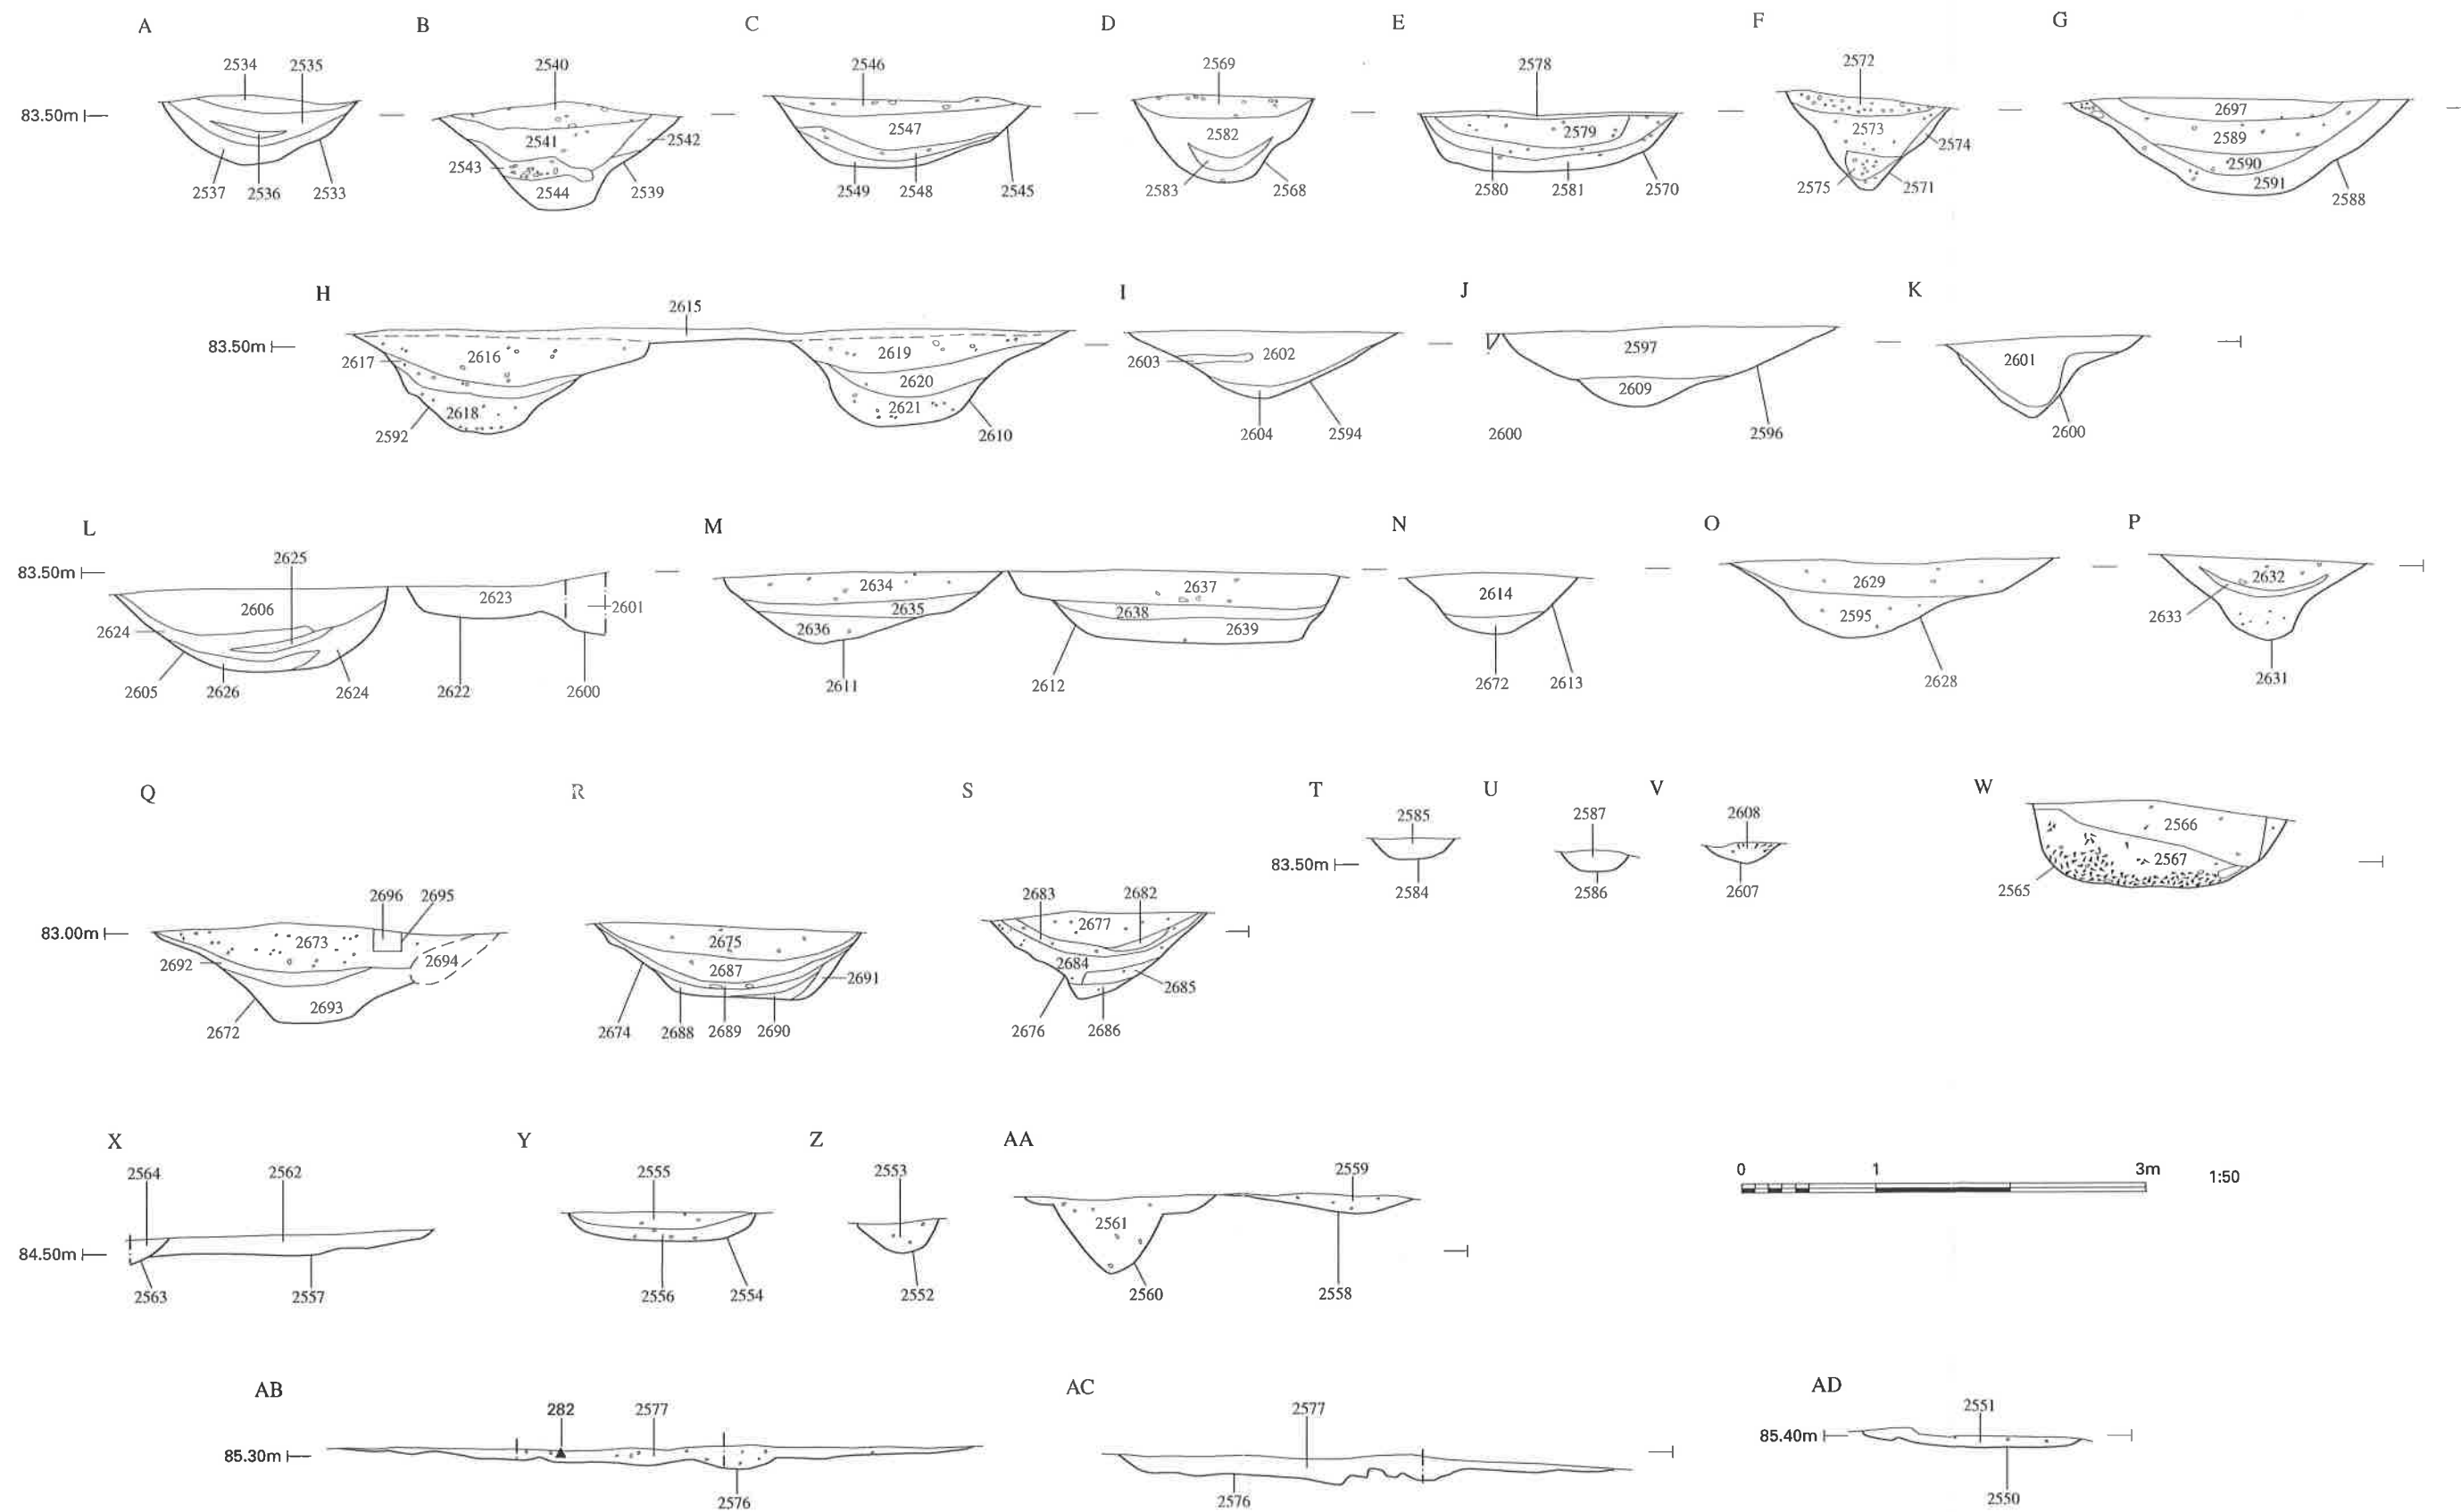 A B C D E F G
2534 2535 2540 2546 2569 2578 2572
83.50m 2541 2542 2547 2582 2579 2573 2574 2697 2589
2543 2544 2590 2591
2537 2536 2533 2539 2549 2548 2545 2583 2568 2580 2581 2570 2575 2571 2588
H I J K
2615
83.50m 2617 2616 2619 2603 2602 2597 2601
2620 2609
2618 2621
2592 2610 2604 2594 2600 2596 2600
L M N O P
2625
83.50m 2606 2623 2601 2634 2637 2614 2629 2632
2624 2635 2638 2595 2633
2636 2639
2605 2626 2624 2622 2600 2611 2612 2672 2613 2628 2631
Q R S T U V W
2585 2587 2608 2566
83.50m 2567
2584 2586 2607 2565
2696 2695 2683 2682
83.00m 2673 2675 2677
2692 2694 2687 2691 2684 2685
2693
2672 2674 2688 2689 2690 2676 2686
X Y Z AA
2564 2562 2555 2553 2559
0 1 3m 1:50
2561
84.50m
2563 2557 2556 2554 2552 2560 2558
AB AC AD
282 2577 2577 2551
85.30m 85.40m
2576 2576 2550